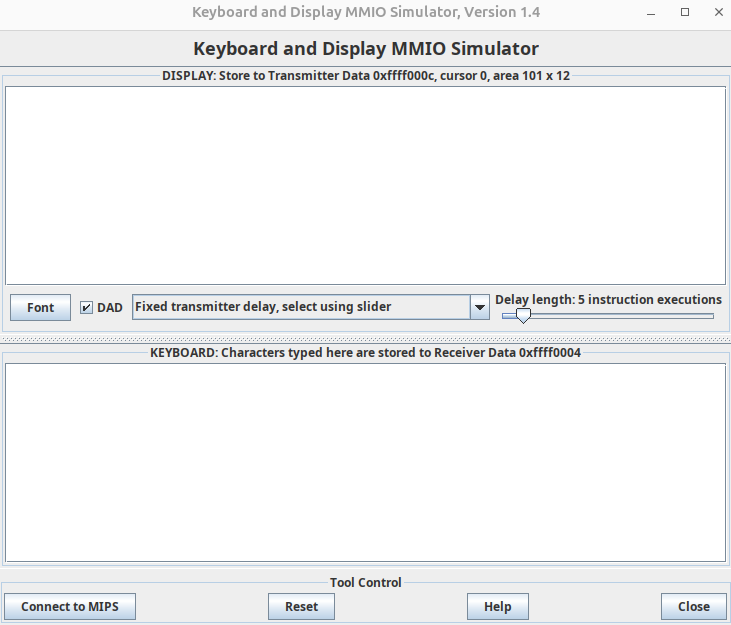 Keyboard and Display MMIO Simulator, Version 1.4
Keyboard and Display MMIO Simulator
DISPLAY: Store to Transmitter Data 0xffff000c, cursor 0, area 101 x 12
Font
DAD
Fixed transmitter delay, select using slider
Delay length: 5 instruction executions
KEYBOARD: Characters typed here are stored to Receiver Data 0xffff0004
Tool Control
Connect to MIPS
Reset
Help
Close